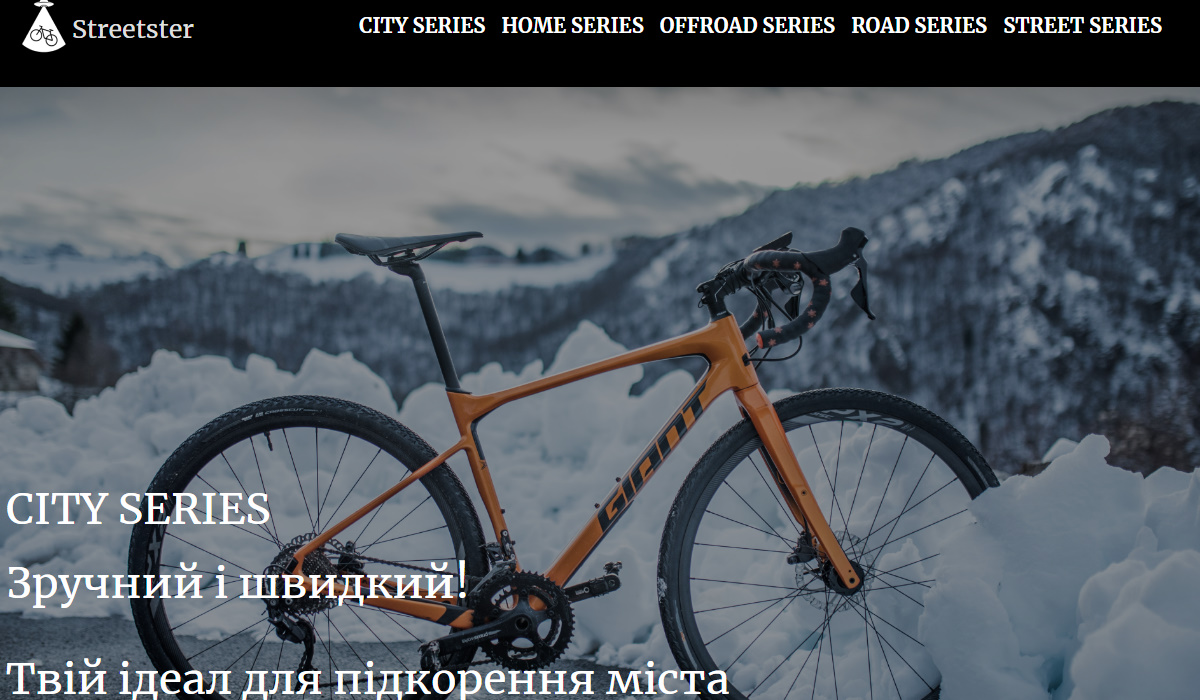 Streetster
CITY SERIES HOME SERIES OFFROAD SERIES ROAD SERIES STREET SERIES
GIANT
CITY SERIES
Зручний і швидкий!
Твій ідеал для підкорення міста